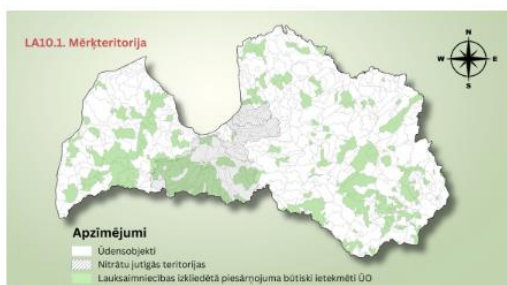 LA10.1. Mērķteritorija
N
W E
S
Apzīmējumi
Ūdensobjekti
Nitrātu jutīgās teritorijas
Lauksaimniecības izkliedētā piesārņojuma būtiski ietekmēti ŪO